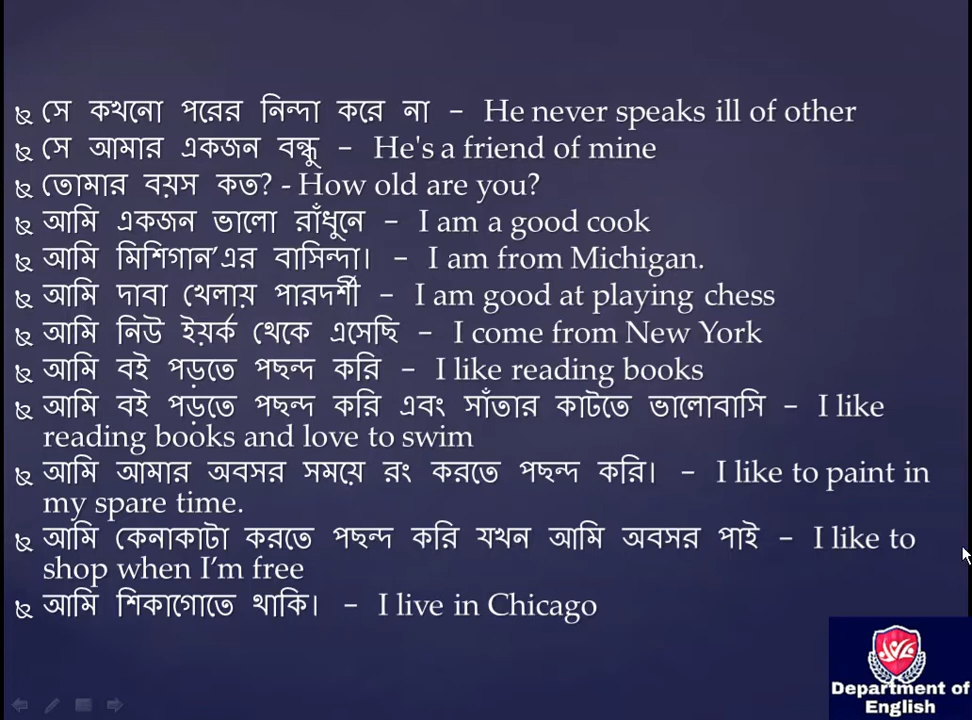 সে কখনো পরের নিন্দা করে না – He never speaks ill of other
সে আমার একজন বন্ধু – He's a friend of mine
তোমার বয়স কত? - How old are you?
আমি একজন ভালো রাঁধুনে – I am a good cook
আমি মিশিগান'এর বাসিন্দা। – I am from Michigan.
আমি দাবা খেলায় পারদর্শী – I am good at playing chess
আমি নিউ ইয়র্ক থেকে এসেছি – I come from New York
আমি বই পড়তে পছন্দ করি – I like reading books
আমি বই পড়তে পছন্দ করি এবং সাঁতার কাটতে ভালোবাসি – I like
reading books and love to swim
আমি আমার অবসর সময়ে রং করতে পছন্দ করি। – I like to paint in
my spare time.
আমি কেনাকাটা করতে পছন্দ করি যখন আমি অবসর পাই – I like to
shop when I’m free
আমি শিকাগোতে থাকি। – I live in Chicago
Department of
English